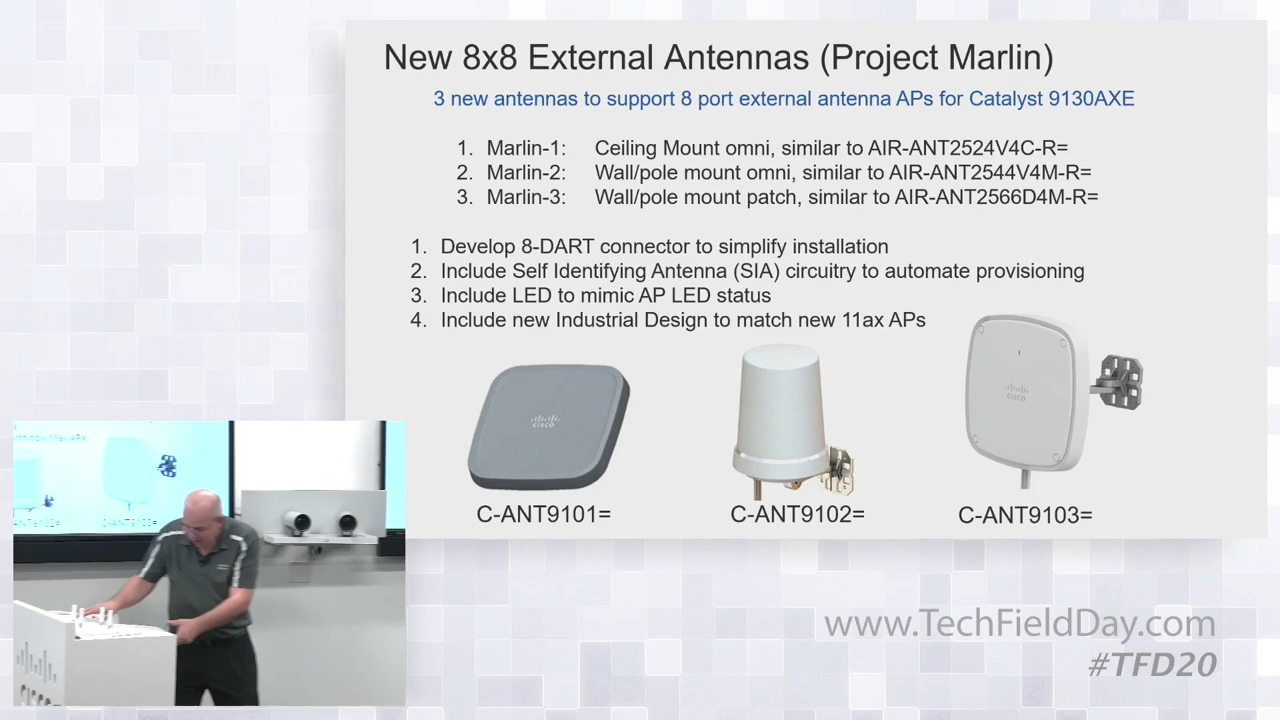 New 8x8 External Antennas (Project Marlin)
3 new antennas to support 8 port external antenna APs for Catalyst 9130AXE
1. Marlin-1: Ceiling Mount omni, similar to AIR-ANT2524V4C-R=
2. Marlin-2: Wall/pole mount omni, similar to AIR-ANT2544V4M-R=
3. Marlin-3: Wall/pole mount patch, similar to AIR-ANT2566D4M-R=
1. Develop 8-DART connector to simplify installation
2. Include Self Identifying Antenna (SIA) circuitry to automate provisioning
3. Include LED to mimic AP LED status
4. Include new Industrial Design to match new 11ax APs
CISCO
CISCO
C-ANT9101=
C-ANT9102=
C-ANT9103=
CISCO
www.TechFieldDay.com
#TFD20